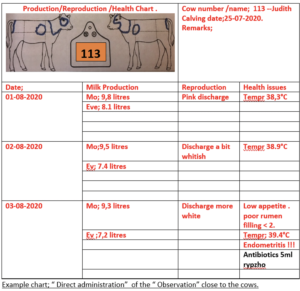 Production/Reproduction /Health Chart .
113
Cow number /name; 113 –Judith
Calving date;25-07-2020.
Remarks;
Date; Milk Production Reproduction Health issues
01-08-2020 Mo; 9,8 litres Pink discharge Tempr 38,3°C
Eve; 8.1 litres
02-08-2020 Mo;9,5 litres Discharge a bit whitish Tempr 38.9°C
Ev; 7.4 litres
03-08-2020 Mo; 9,3 litres Discharge more white Low appetite .
poor rumen
filling < 2.
Ev ;7,2 litres Tempr; 39.4°C
Endometritis !!!
Antibiotics 5ml
rypzho
Example chart; “ Direct administration” of the “ Observation” close to the cows.